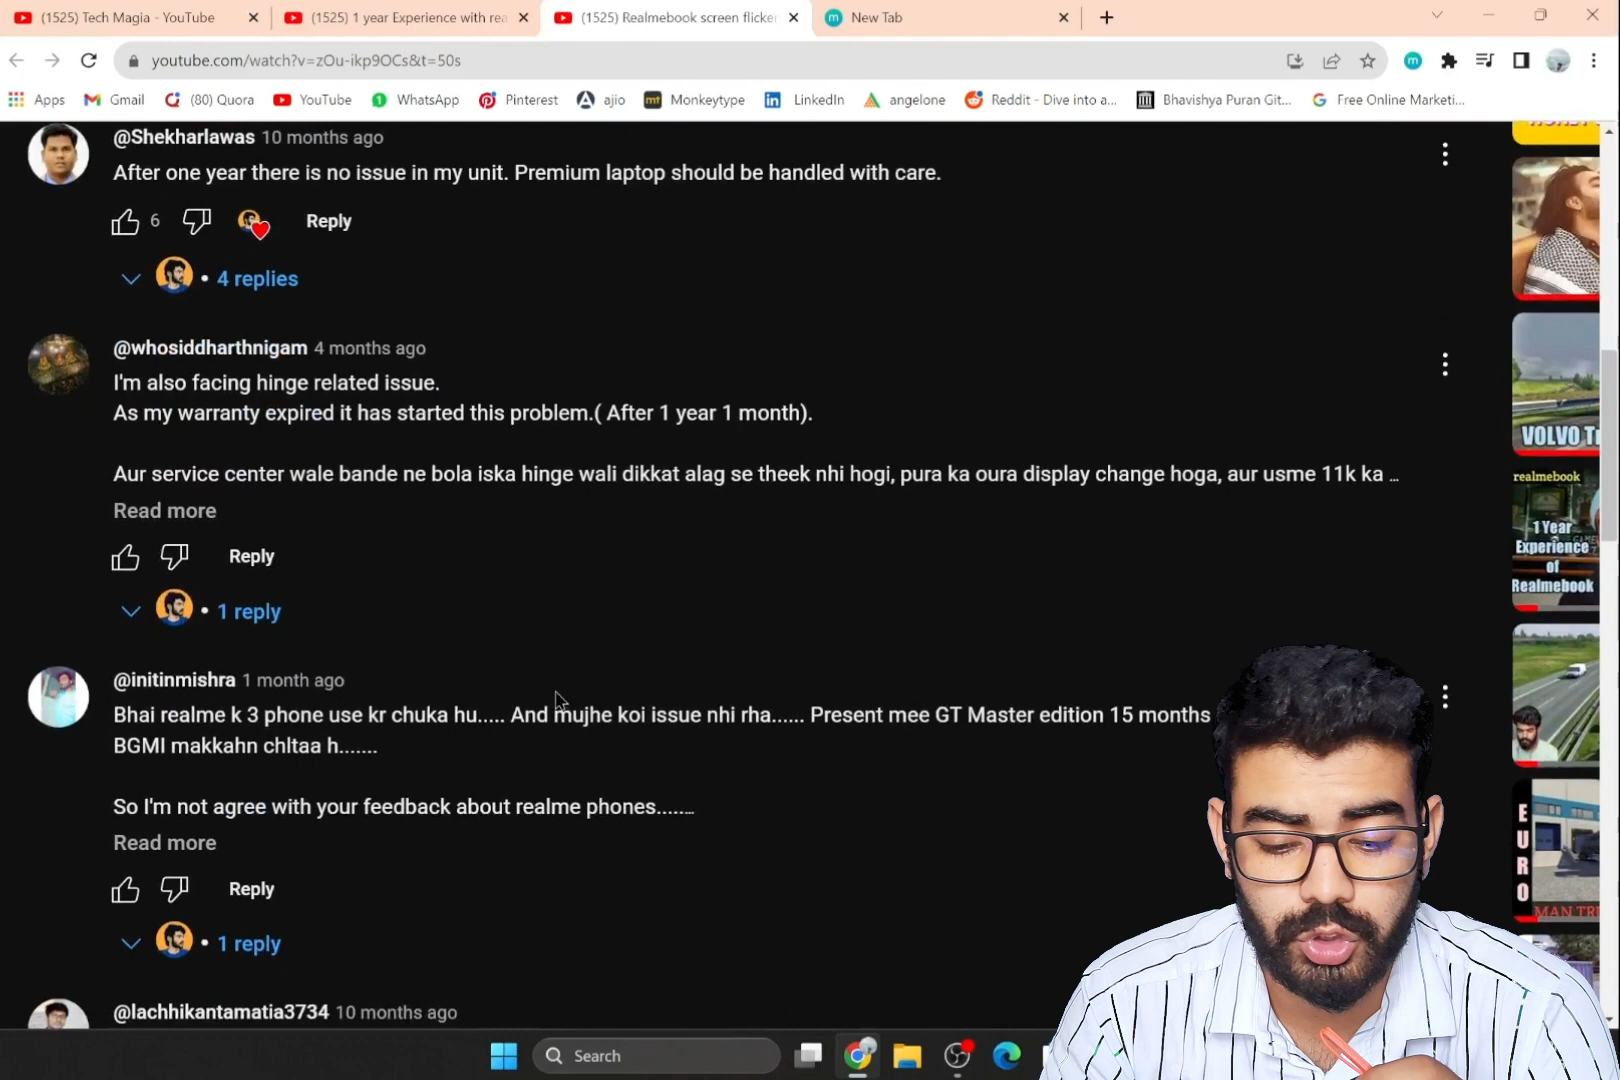 (1525) Tech Magia - YouTube
(1525) 1 year Experience with rea
(1525) Realmebook screen flicker
New Tab
youtube.com/watch?v=zOu-ikp9OCs&t=50s
Apps
Gmail
(80) Quora
YouTube
WhatsApp
Pinterest
ajio
mt Monkeytype
LinkedIn
angelone
Reddit - Dive into a...
Bhavishya Puran Git...
Free Online Marketi...
@Shekharlawas 10 months ago
After one year there is no issue in my unit. Premium laptop should be handled with care.
6 Reply
• 4 replies
@whosiddharthnigam 4 months ago
I'm also facing hinge related issue.
As my warranty expired it has started this problem.( After 1 year 1 month).
Aur service center wale bande ne bola iska hinge wali dikkat alag se theek nhi hogi, pura ka oura display change hoga, aur usme 11k ka ...
Read more
Reply
• 1 reply
@initinmishra 1 month ago
Bhai realme k 3 phone use kr chuka hu..... And mujhe koi issue nhi rha...... Present mee GT Master edition 15 months
BGMI makkahn chltaa h.......
So I'm not agree with your feedback about realme phones........
Read more
Reply
• 1 reply
@lachhikantamatia3734 10 months ago
VOLVO
realmebook
1 Year
Experience
of
Realmebook
EURO
MAN
Search